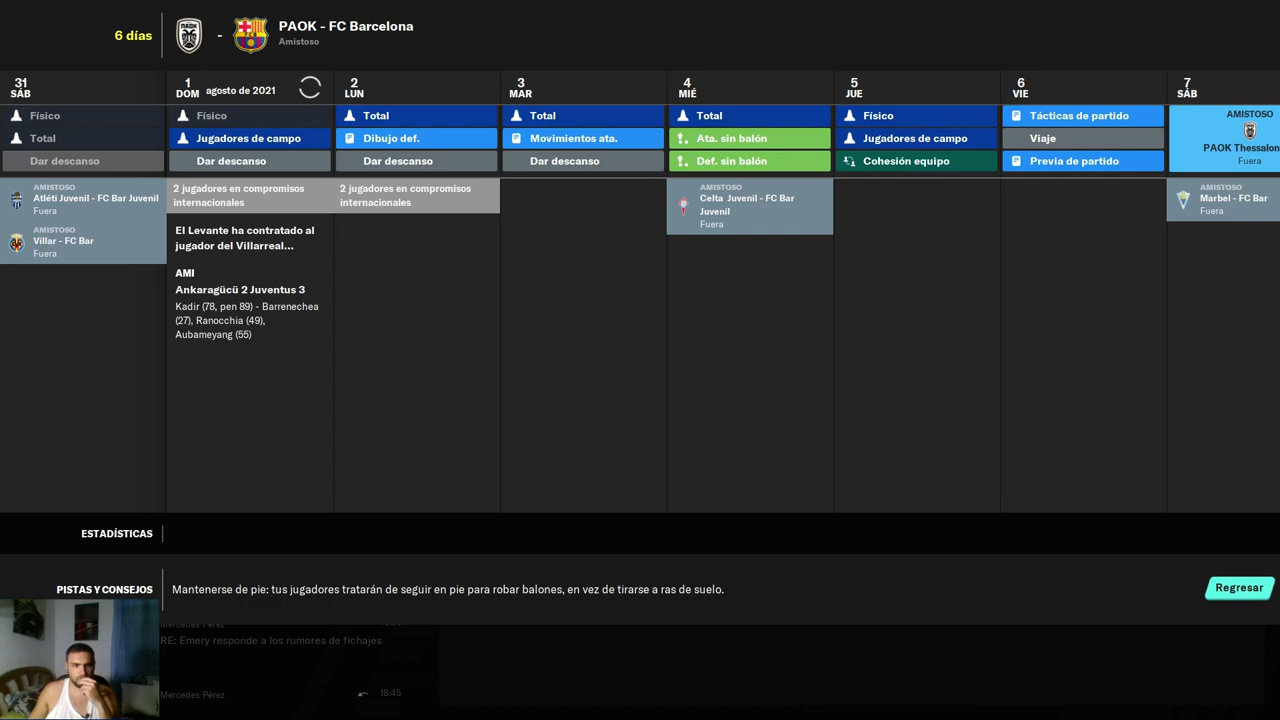 6 días
PAOK - FC Barcelona
Amistoso
31
SÁB
1
DOM agosto de 2021
2
LUN
3
MAR
4
MIÉ
5
JUE
6
VIE
7
SÁB
Físico
Total
Dar descanso
Físico
Jugadores de campo
Dar descanso
Total
Dibujo def.
Dar descanso
Total
Movimientos ata.
Dar descanso
Total
Ata. sin balón
Def. sin balón
Físico
Jugadores de campo
Cohesión equipo
Tácticas de partido
Viaje
Previa de partido
AMISTOSO
PAOK Thessalon
Fuera
AMISTOSO
Atléti Juvenil - FC Bar Juvenil
Fuera
AMISTOSO
Villar - FC Bar
Fuera
2 jugadores en compromisos
internacionales
El Levante ha contratado al
jugador del Villarreal...
AMI
Ankaragücü 2 Juventus 3
Kadir (78, pen 89) - Barrenechea
(27), Ranocchia (49),
Aubameyang (55)
2 jugadores en compromisos
internacionales
AMISTOSO
Celta Juvenil - FC Bar
Juvenil
Fuera
AMISTOSO
Marbel - FC Bar
Fuera
ESTADÍSTICAS
PISTAS Y CONSEJOS
Mantenerse de pie: tus jugadores tratarán de seguir en pie para robar balones, en vez de tirarse a ras de suelo.
Regresar
Mercedes Pérez
RE: Emery responde a los rumores de fichajes
Mercedes Pérez
18:45